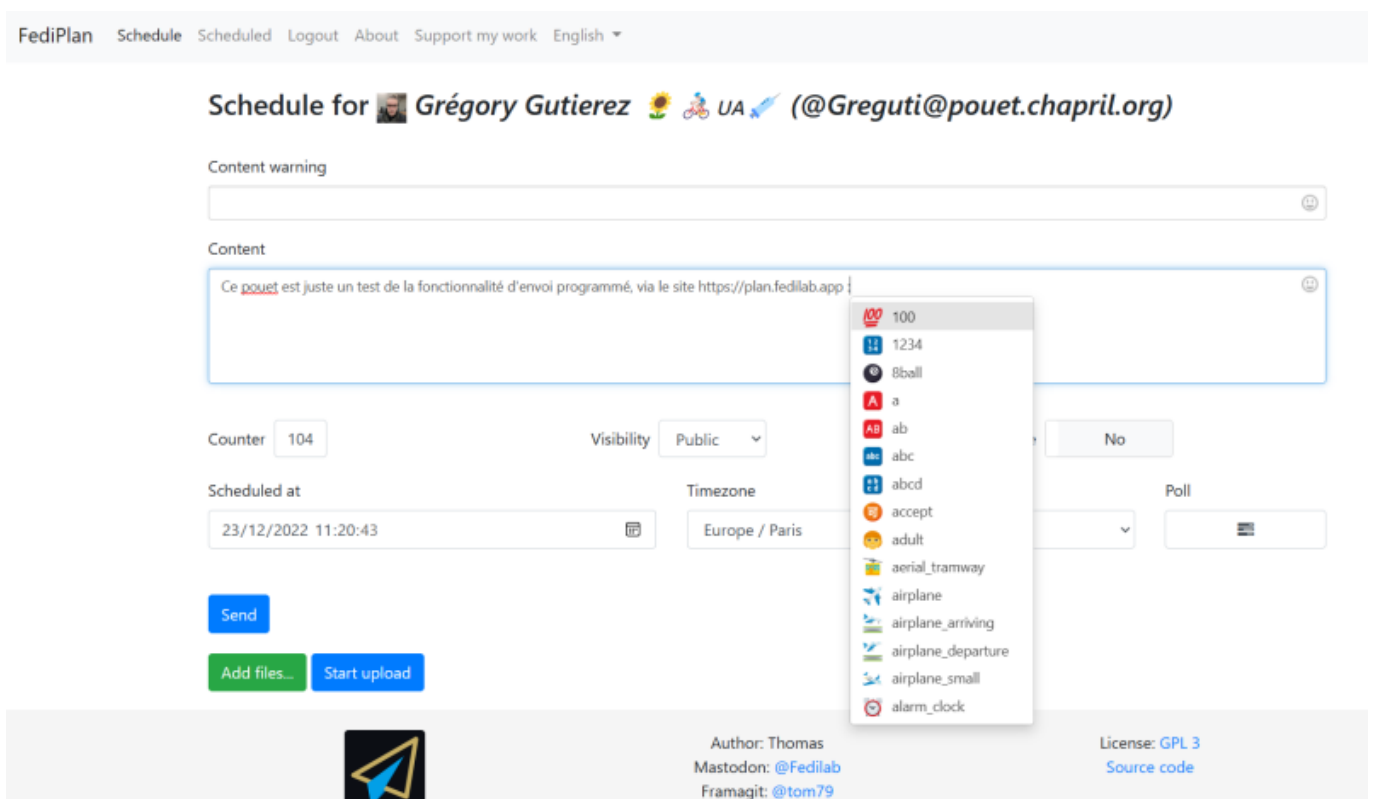 FediPlan Schedule Scheduled Logout About Support my work English
Schedule for Grégory Gutierez 🌻 🚴 UA 💉 (@Greguti@pouet.chapril.org)
Content warning
Content
Ce pouet est juste un test de la fonctionnalité d'envoi programmé, via le site https://plan.fedilab.app :
100
1234
8ball
a
ab
abc
abcd
accept
adult
aerial_tramway
airplane
airplane_arriving
airplane_departure
airplane_small
alarm_clock
Counter 104 Visibility Public No
Scheduled at Timezone Poll
23/12/2022 11:20:43 Europe / Paris
Send
Add files... Start upload
Author: Thomas License: GPL 3
Mastodon: @Fedilab Source code
Framagit: @tom79